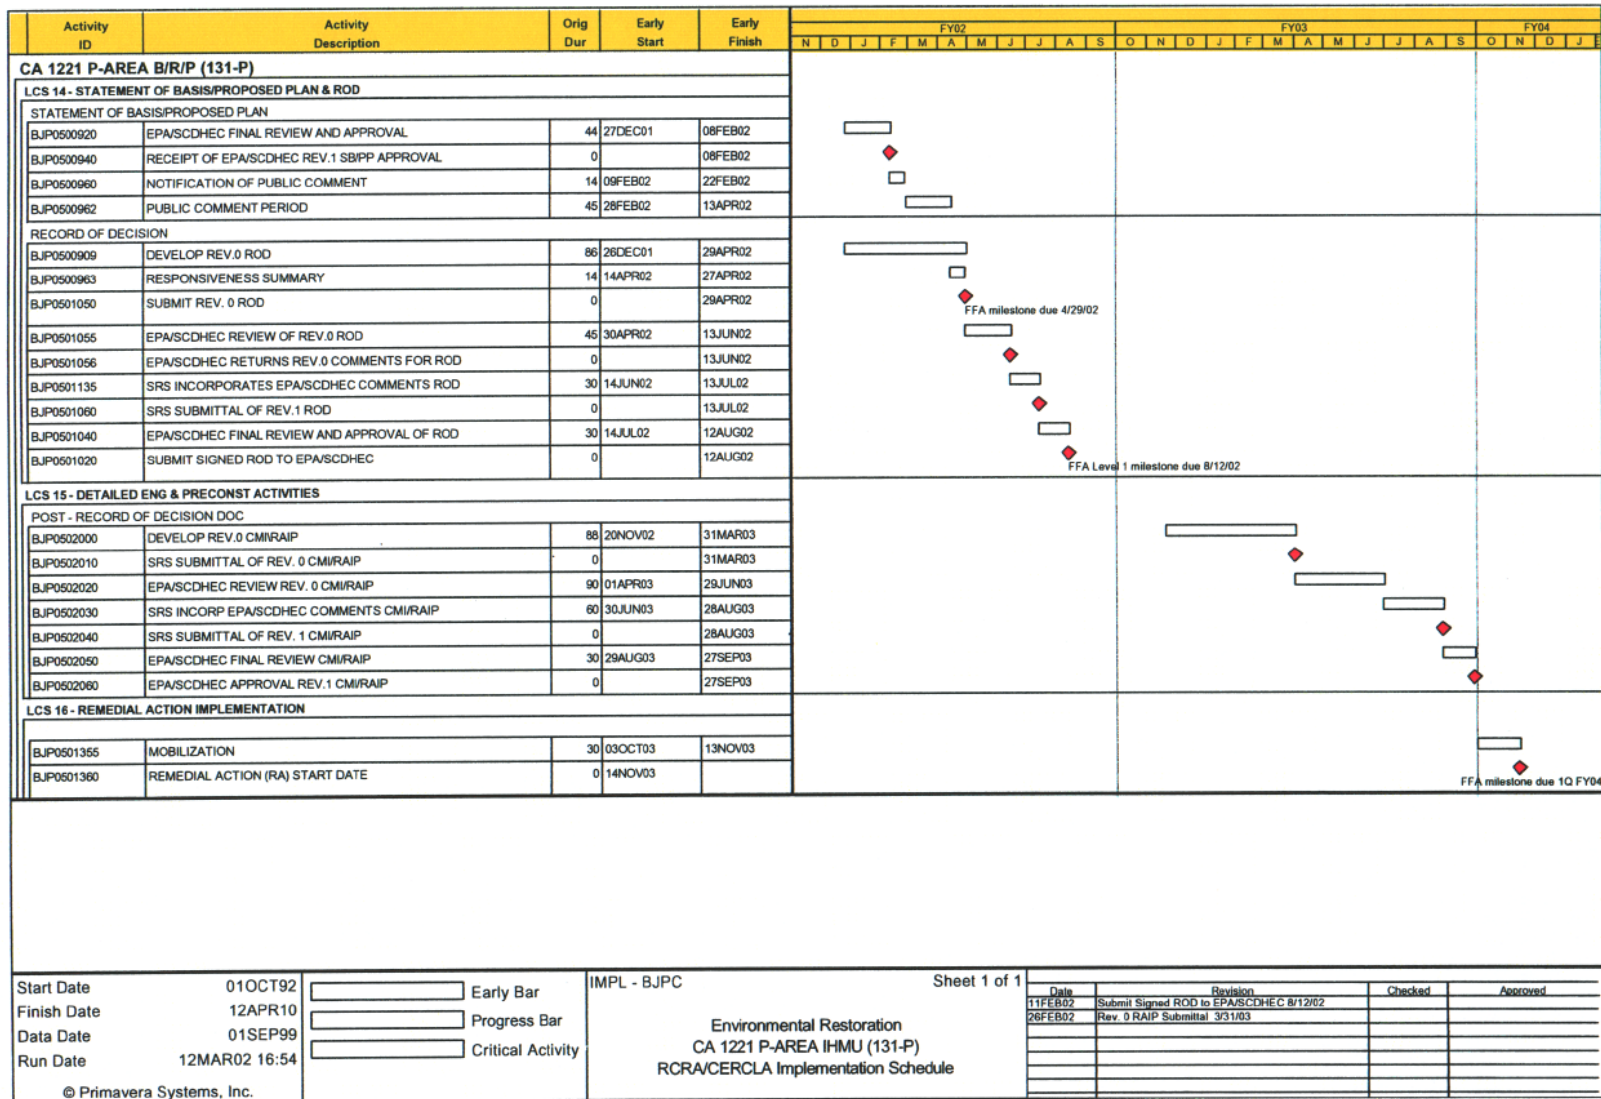 Activity ID Activity Description Orig Dur Early Start Early Finish
FY02 FY03 FY04
N D J F M A M J J A S O N D J F M A M J J A S O N D J
CA 1221 P-AREA B/R/P (131-P)
LCS 14 - STATEMENT OF BASIS/PROPOSED PLAN & ROD
STATEMENT OF BASIS/PROPOSED PLAN
BJP0500920 EPA/SCDHEC FINAL REVIEW AND APPROVAL 44 27DEC01 08FEB02
BJP0500940 RECEIPT OF EPA/SCDHEC REV.1 SB/PP APPROVAL 0 08FEB02
BJP0500960 NOTIFICATION OF PUBLIC COMMENT 14 09FEB02 22FEB02
BJP0500962 PUBLIC COMMENT PERIOD 45 28FEB02 13APR02
RECORD OF DECISION
BJP0500909 DEVELOP REV.0 ROD 86 26DEC01 29APR02
BJP0500963 RESPONSIVENESS SUMMARY 14 14APR02 27APR02
BJP0501050 SUBMIT REV. 0 ROD 0 29APR02
FFA milestone due 4/29/02
BJP0501055 EPA/SCDHEC REVIEW OF REV.0 ROD 45 30APR02 13JUN02
BJP0501056 EPA/SCDHEC RETURNS REV.0 COMMENTS FOR ROD 0 13JUN02
BJP0501135 SRS INCORPORATES EPA/SCDHEC COMMENTS ROD 30 14JUN02 13JUL02
BJP0501060 SRS SUBMITTAL OF REV.1 ROD 0 13JUL02
BJP0501040 EPA/SCDHEC FINAL REVIEW AND APPROVAL OF ROD 30 14JUL02 12AUG02
BJP0501020 SUBMIT SIGNED ROD TO EPA/SCDHEC 0 12AUG02
FFA Level 1 milestone due 8/12/02
LCS 15 - DETAILED ENG & PRECONST ACTIVITIES
POST - RECORD OF DECISION DOC
BJP0502000 DEVELOP REV.0 CMI/RAIP 88 20NOV02 31MAR03
BJP0502010 SRS SUBMITTAL OF REV. 0 CMI/RAIP 0 31MAR03
BJP0502020 EPA/SCDHEC REVIEW REV. 0 CMI/RAIP 90 01APR03 29JUN03
BJP0502030 SRS INCORP EPA/SCDHEC COMMENTS CMI/RAIP 60 30JUN03 28AUG03
BJP0502040 SRS SUBMITTAL OF REV. 1 CMI/RAIP 0 28AUG03
BJP0502050 EPA/SCDHEC FINAL REVIEW CMI/RAIP 30 29AUG03 27SEP03
BJP0502060 EPA/SCDHEC APPROVAL REV.1 CMI/RAIP 0 27SEP03
LCS 16 - REMEDIAL ACTION IMPLEMENTATION
BJP0501355 MOBILIZATION 30 03OCT03 13NOV03
BJP0501360 REMEDIAL ACTION (RA) START DATE 0 14NOV03
FFA milestone due 1Q FY04
Start Date 01OCT92
Finish Date 12APR10
Data Date 01SEP99
Run Date 12MAR02 16:54
© Primavera Systems, Inc.
Early Bar
Progress Bar
Critical Activity
IMPL - BJPC Sheet 1 of 1
Environmental Restoration
CA 1221 P-AREA IHMU (131-P)
RCRA/CERCLA Implementation Schedule
Date Revision Checked Approved
11FEB02 Submit Signed ROD to EPA/SCDHEC 8/12/02
26FEB02 Rev. 0 RAIP Submittal 3/31/03